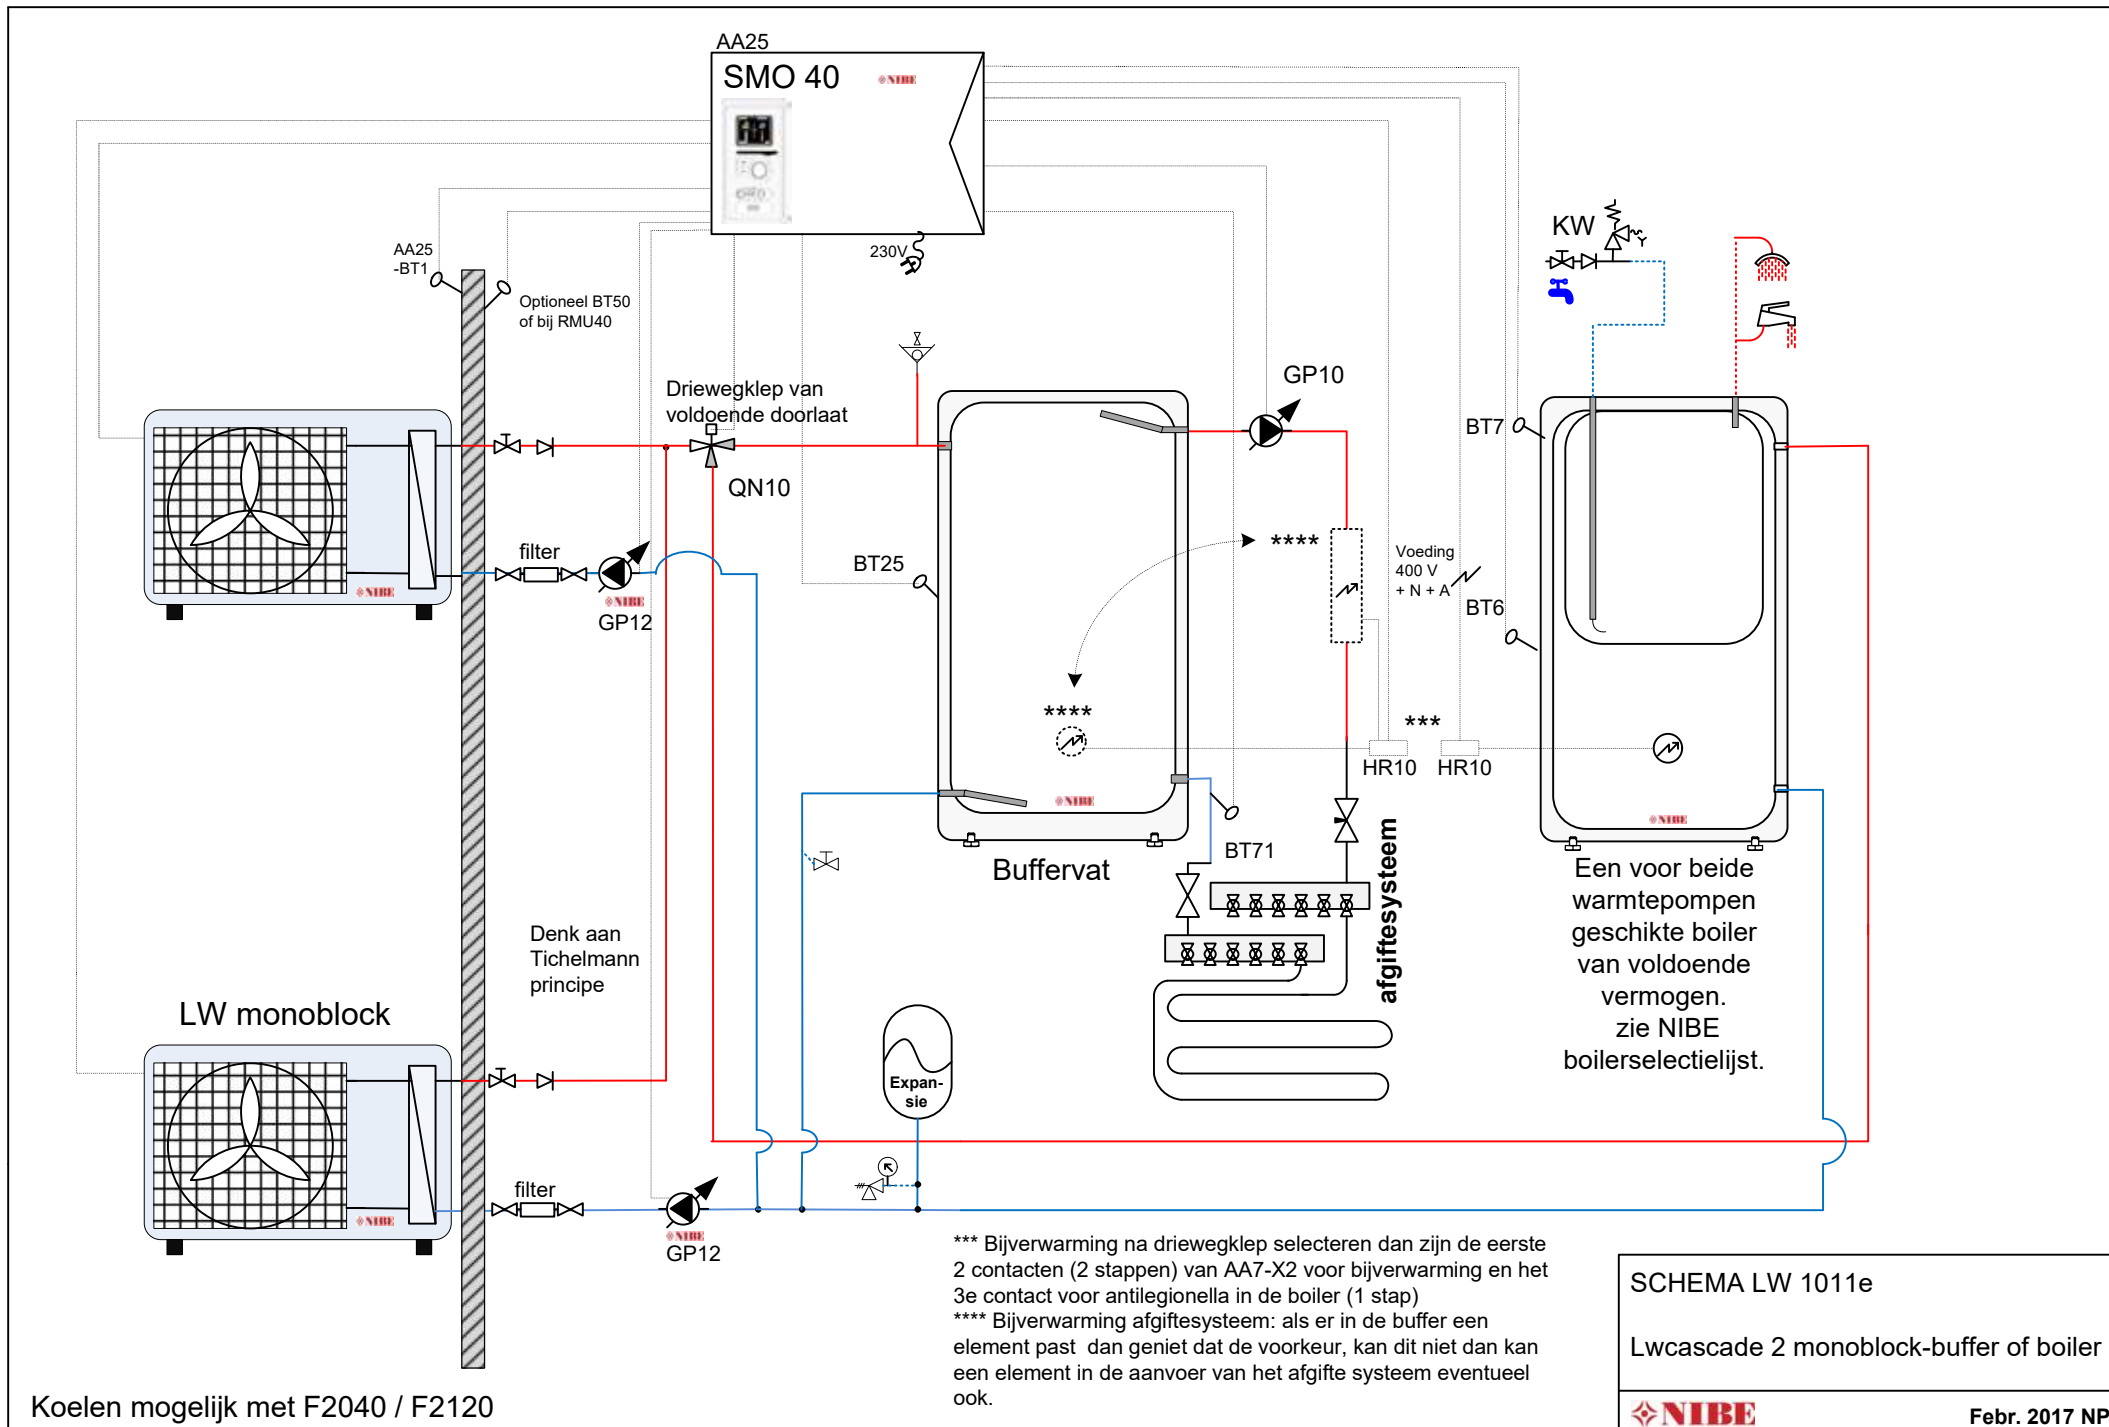 AA25
SMO 40
NIBE
AA25
-BT1
Optioneel BT50
of bij RMU40
230V
KW
Driewegklep van
voldoende doorlaat
QN10
GP10
BT7
BT25
filter
NIBE
GP12
NIBE
****
Voeding
400 V
+ N + A
BT6
****
***
HR10
HR10
NIBE
NIBE
BT71
Buffervat
afgiftesysteem
Een voor beide
warmtepompen
geschikte boiler
van voldoende
vermogen.
zie NIBE
boilerselectielijst.
Denk aan
Tichelmann
principe
LW monoblock
Expan-
sie
filter
NIBE
NIBE
GP12
*** Bijverwarming na driewegklep selecteren dan zijn de eerste
2 contacten (2 stappen) van AA7-X2 voor bijverwarming en het
3e contact voor antilegionella in de boiler (1 stap)
**** Bijverwarming afgiftesysteem: als er in de buffer een
element past dan geniet dat de voorkeur, kan dit niet dan kan
een element in de aanvoer van het afgifte systeem eventueel
ook.
SCHEMA LW 1011e
Lwcascade 2 monoblock-buffer of boiler
NIBE
Febr. 2017 NP
Koelen mogelijk met F2040 / F2120